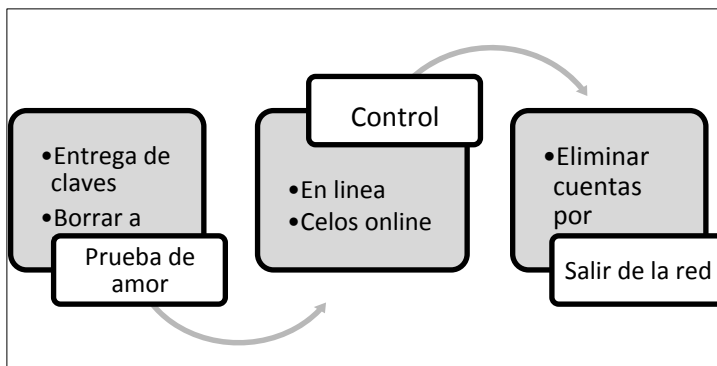 •Entrega de
claves
•Borrar a
Prueba de
amor
Control
•En linea
•Celos online
•Eliminar
cuentas
por
Salir de la red